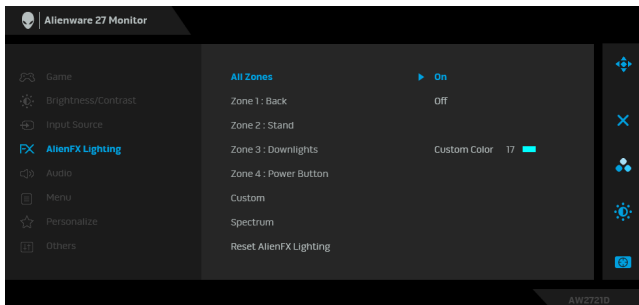 Alienware 27 Monitor
Game
Brightness/Contrast
Input Source
FX AlienFX Lighting
Audio
Menu
Personalize
Others
All Zones On
Zone 1 : Back Off
Zone 2 : Stand
Zone 3 : Downlights Custom Color 17
Zone 4 : Power Button
Custom
Spectrum
Reset AlienFX Lighting
AW2721D